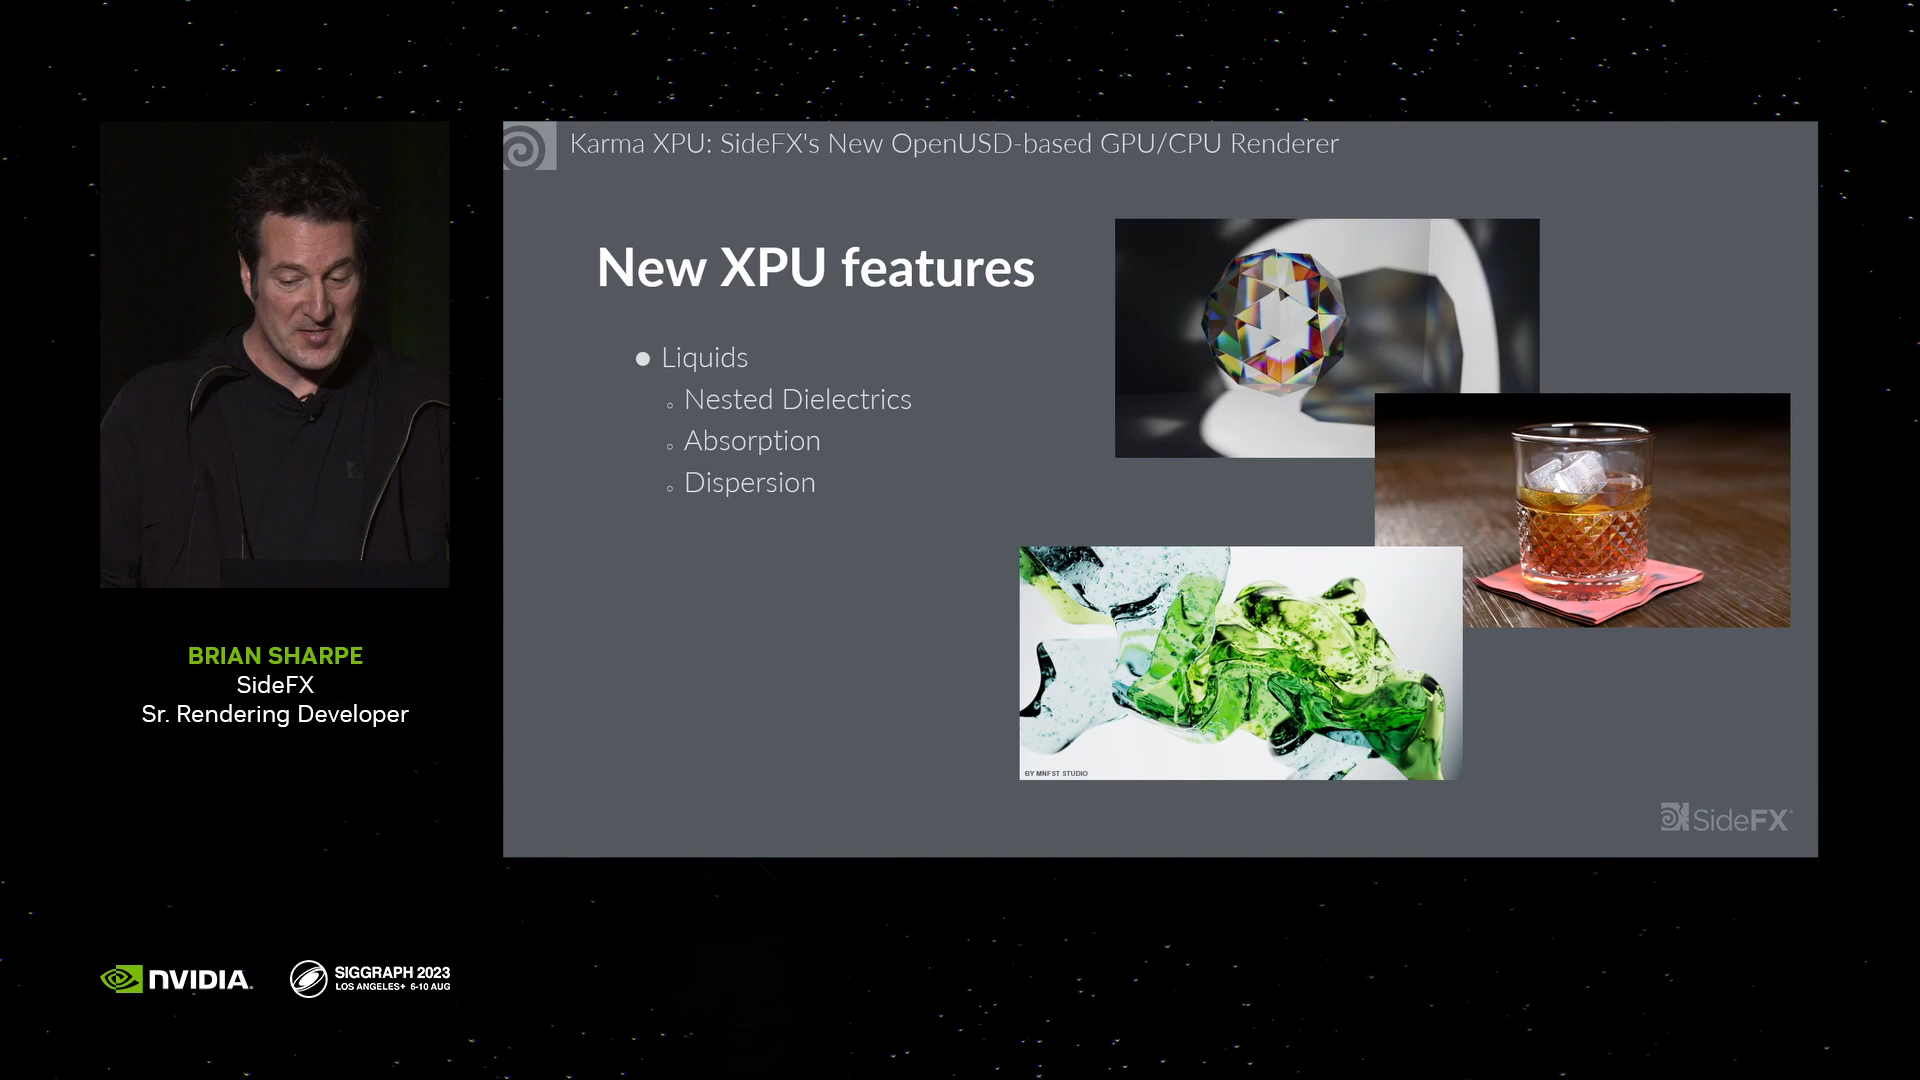 Karma XPU: SideFX's New OpenUSD-based GPU/CPU Renderer
New XPU features
Liquids
Nested Dielectrics
Absorption
Dispersion
BY MNFST STUDIO
SideFX
BRIAN SHARPE
SideFX
Sr. Rendering Developer
NVIDIA.
SIGGRAPH 2023
LOS ANGELES+ 6-10 AUG